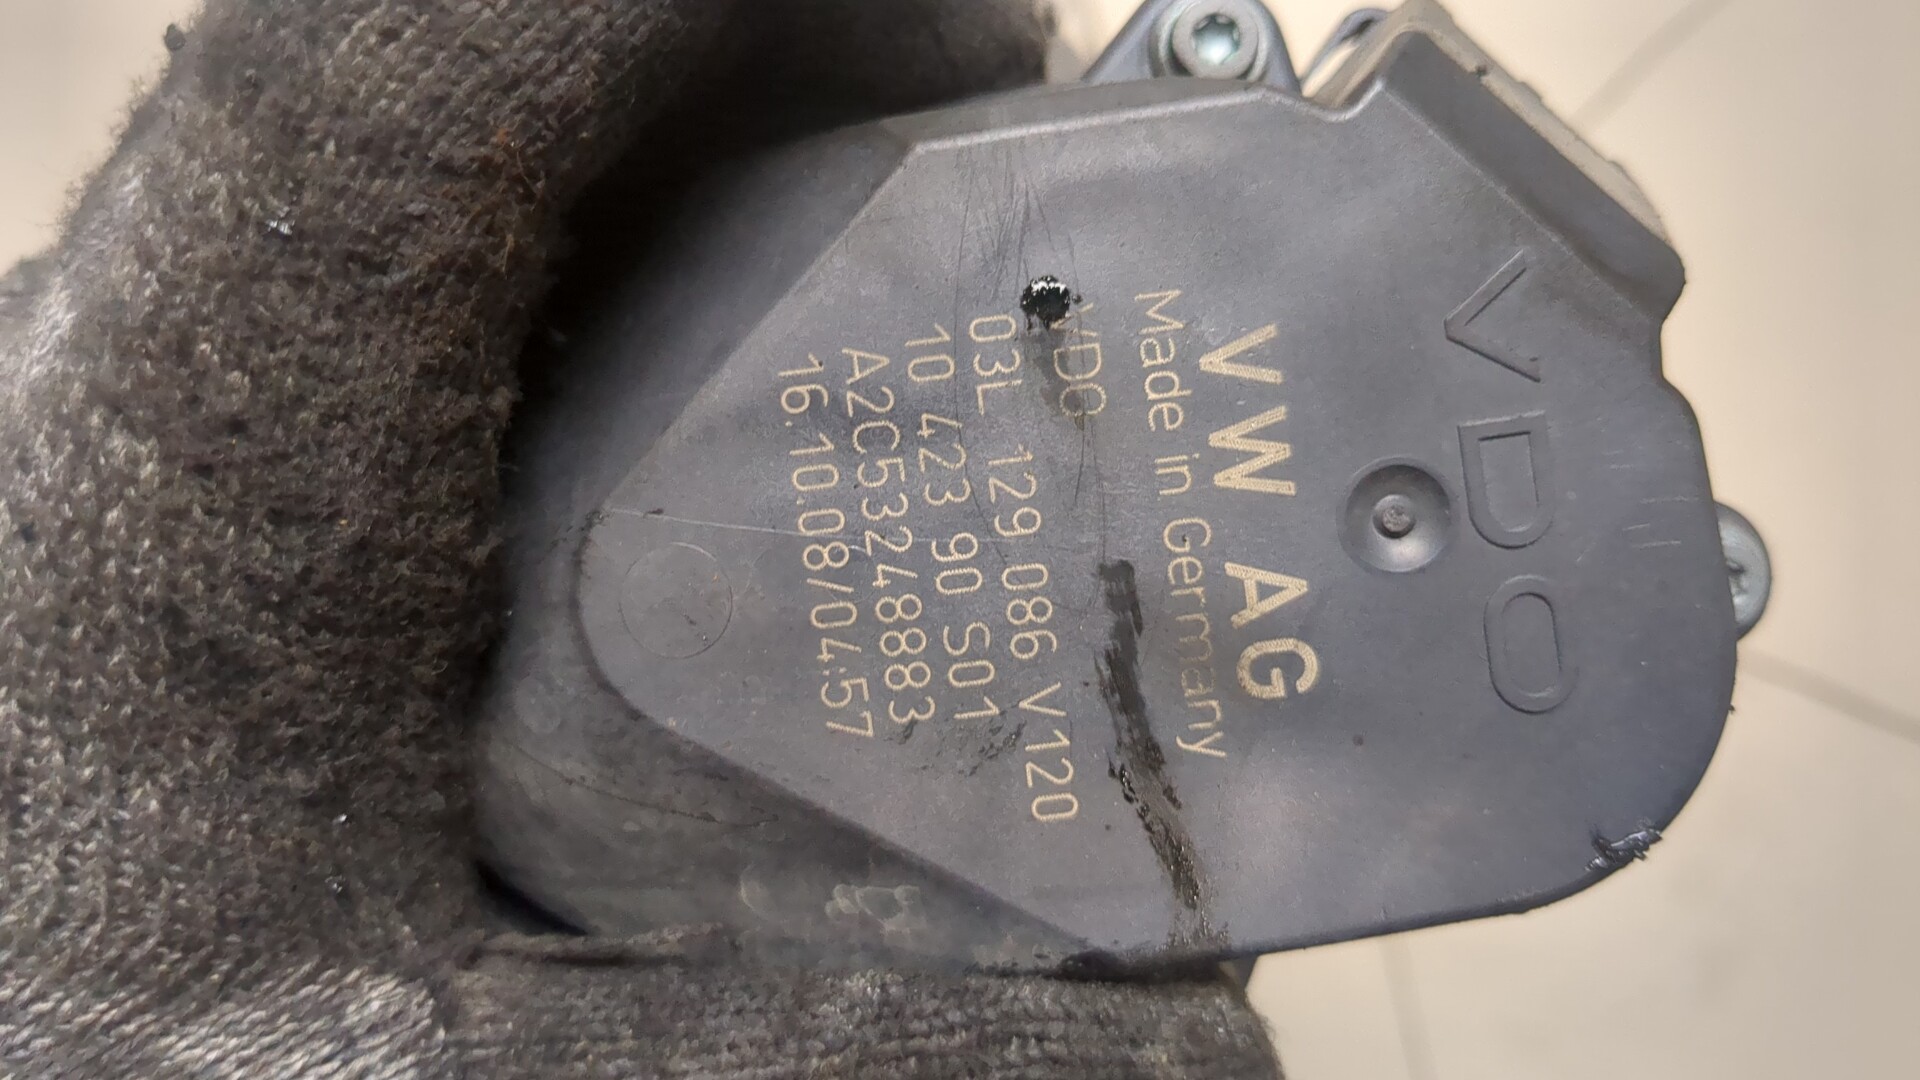 VDO
VW AG
Made in Germany
VDO
03L 129 086 V120
10 423 90 S01
A2C53248883
16.10.08/04:57